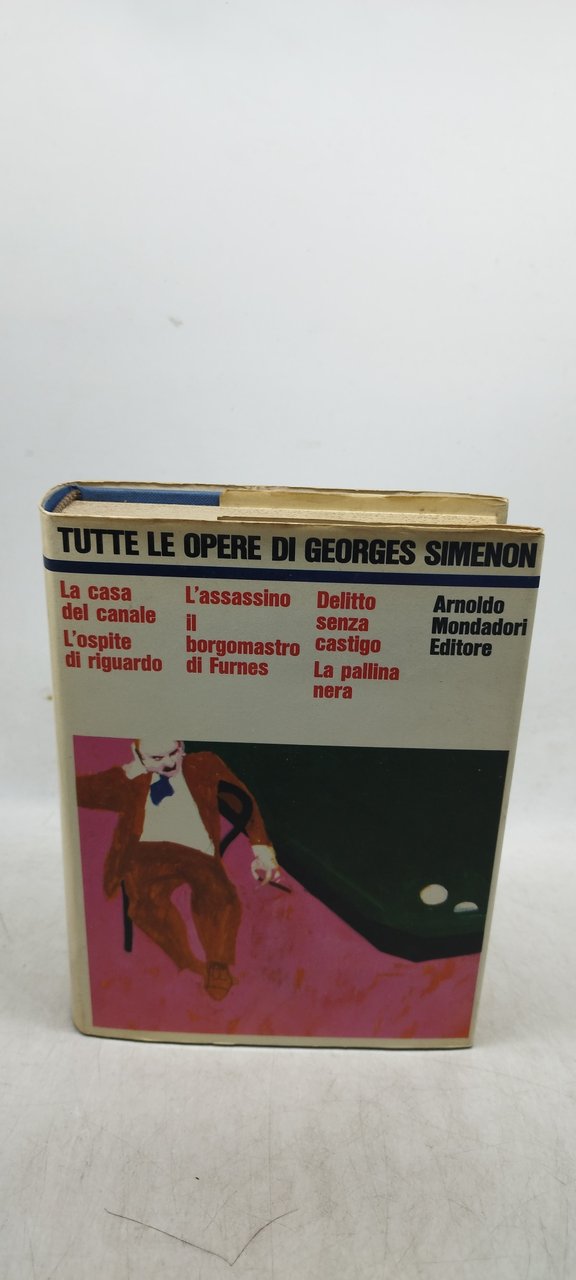 TUTTE LE OPERE DI GEORGES SIMENON
La casa
del canale
L'ospite
di riguardo
L'assassino
il
borgomastro
di Furnes
Delitto
senza
castigo
La pallina
nera
Arnoldo
Mondadori
Editore